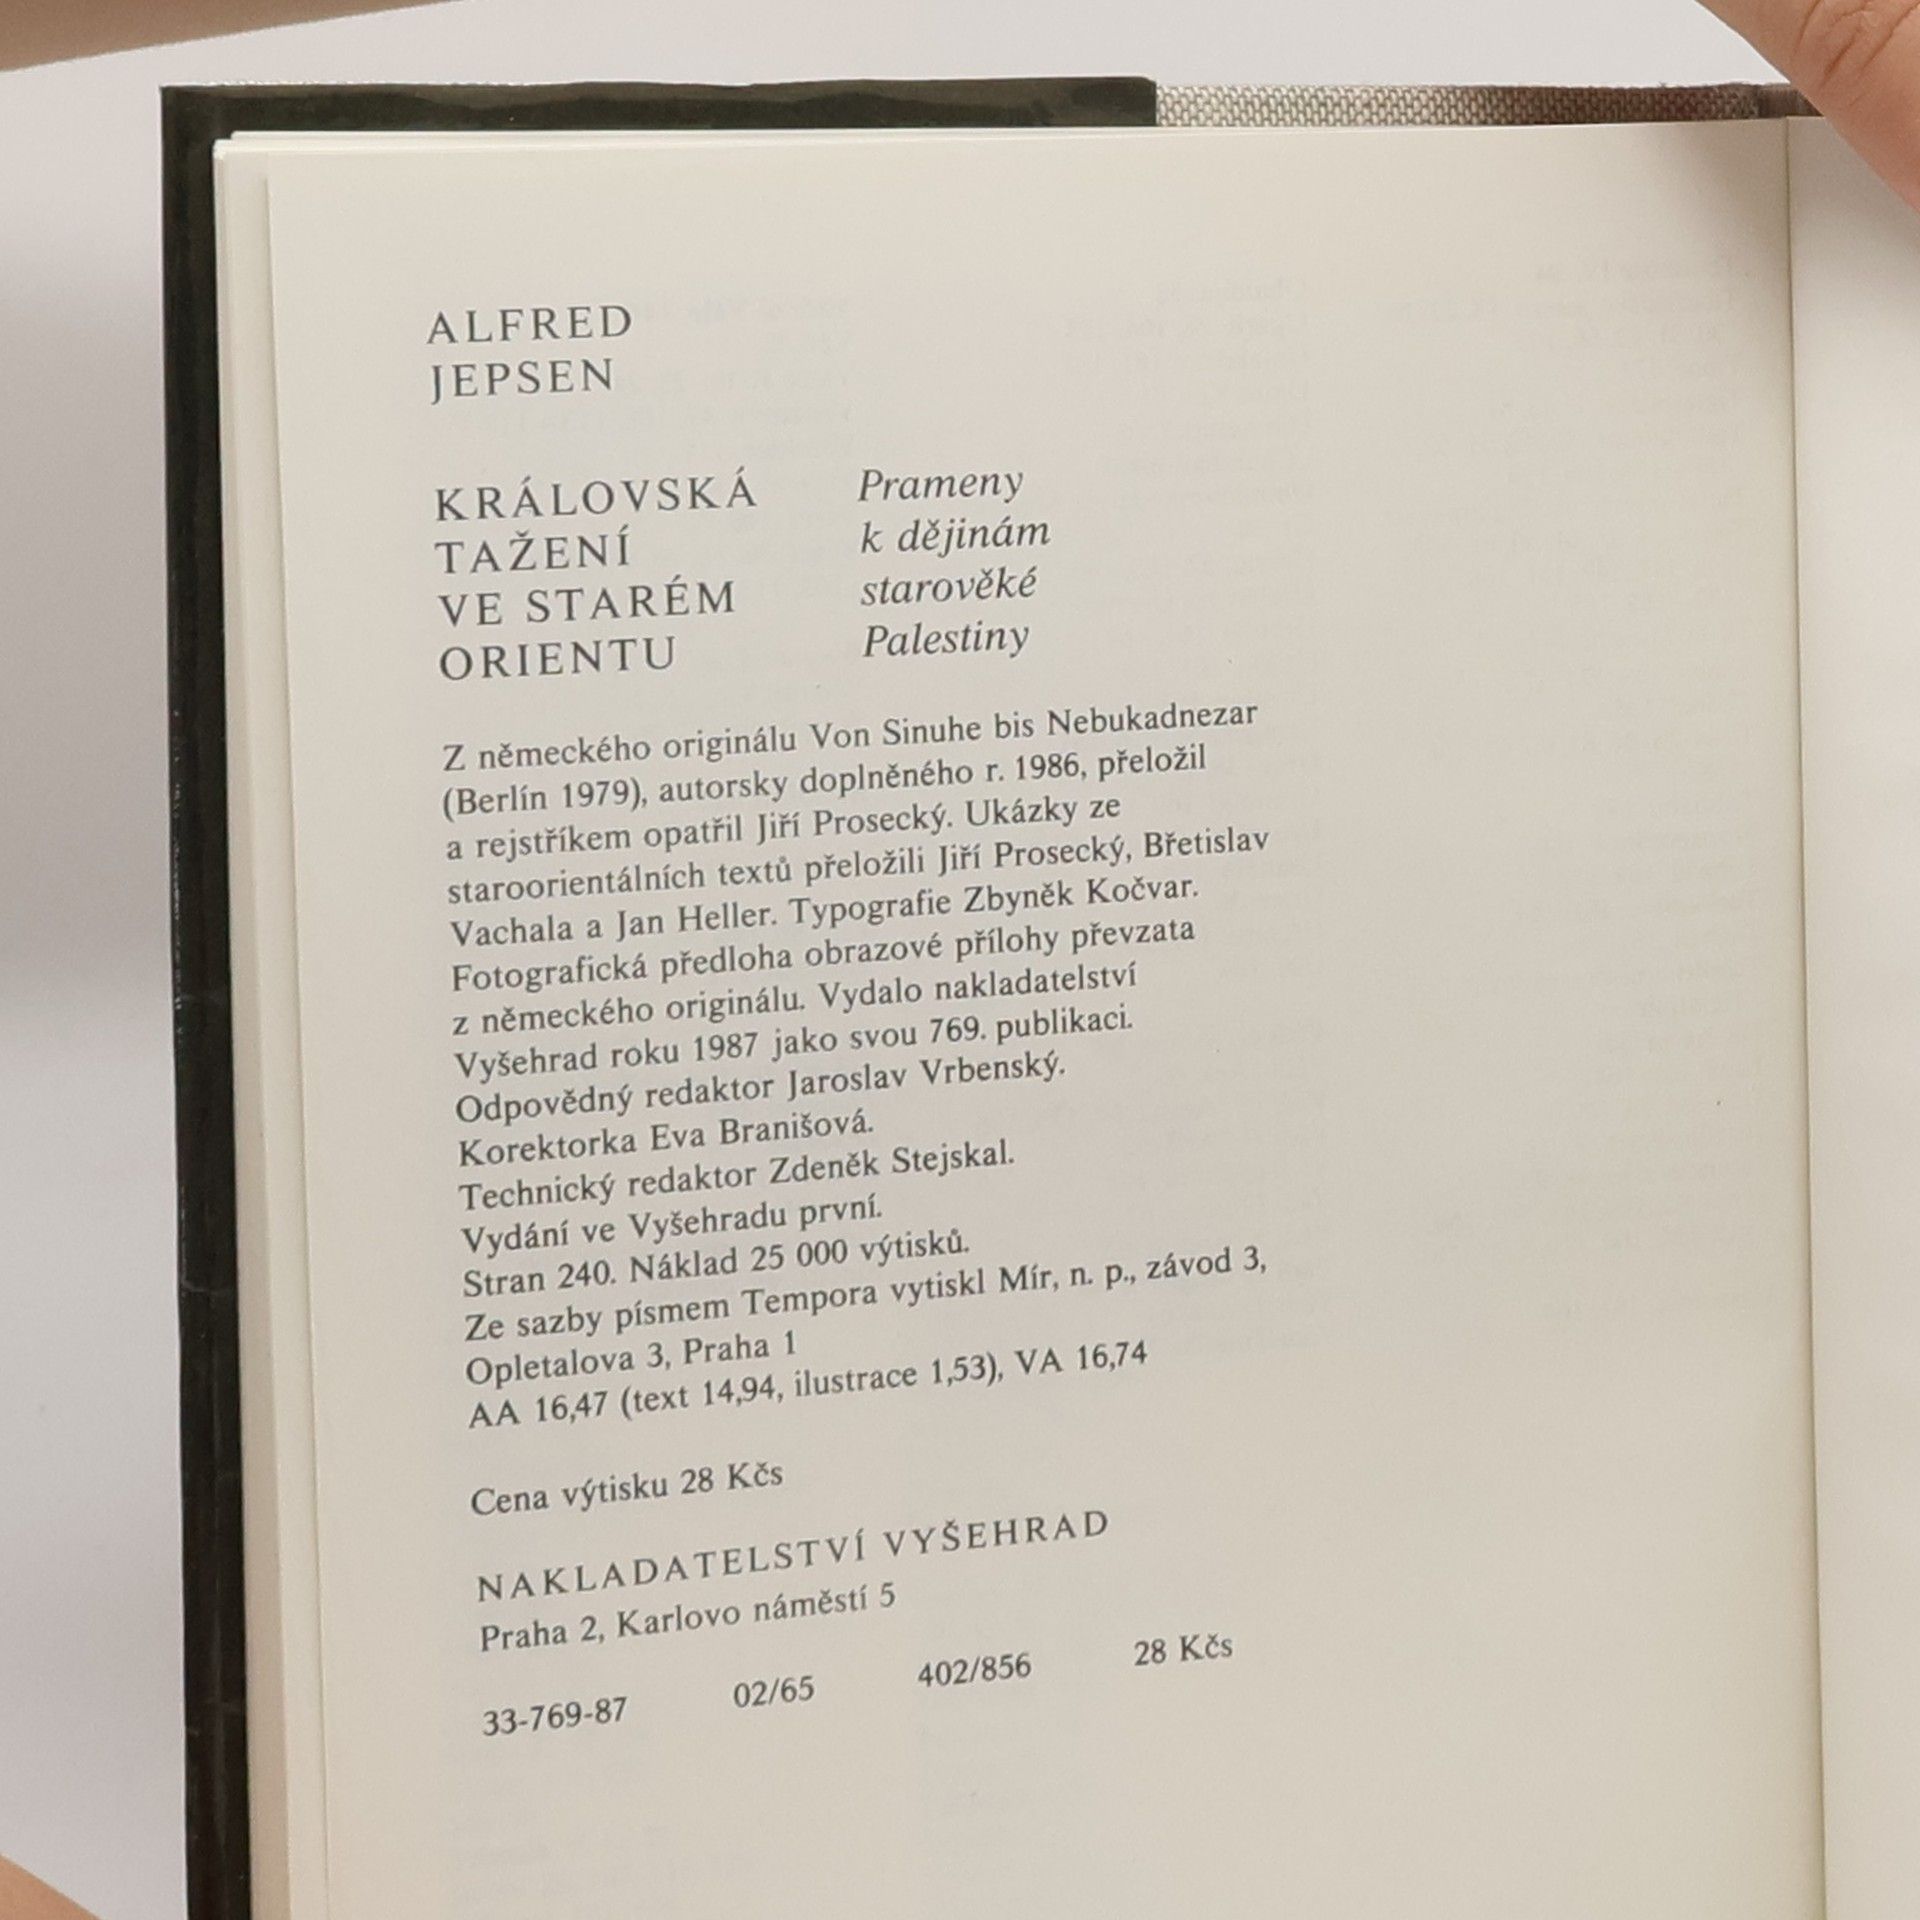 ALFRED
JEPSEN
KRÁLOVSKÁ
TAŽENÍ
VE STARÉM
ORIENTU
Prameny
k dějinám
starověké
Palestiny
Z německého originálu Von Sinuhe bis Nebukadnezar
(Berlín 1979), autorsky doplněného r. 1986, přeložil
a rejstříkem opatřil Jiří Prosecký. Ukázky ze
staroorientálních textů přeložili Jiří Prosecký, Břetislav
Vachala a Jan Heller. Typografie Zbyněk Kočvar.
Fotografická předloha obrazové přílohy převzata
z německého originálu. Vydalo nakladatelství
Vyšehrad roku 1987 jako svou 769. publikaci.
Odpovědný redaktor Jaroslav Vrbenský.
Korektorka Eva Branišová.
Technický redaktor Zdeněk Stejskal.
Vydání ve Vyšehradu první.
Stran 240. Náklad 25 000 výtisků.
Ze sazby písmem Tempora vytiskl Mír, n. p., závod 3,
Opletalova 3, Praha 1
AA 16,47 (text 14,94, ilustrace 1,53), VA 16,74
Cena výtisku 28 Kčs
NAKLADATELSTVÍ VYŠEHRAD
Praha 2, Karlovo náměstí 5
33-769-87 02/65 402/856 28 Kčs